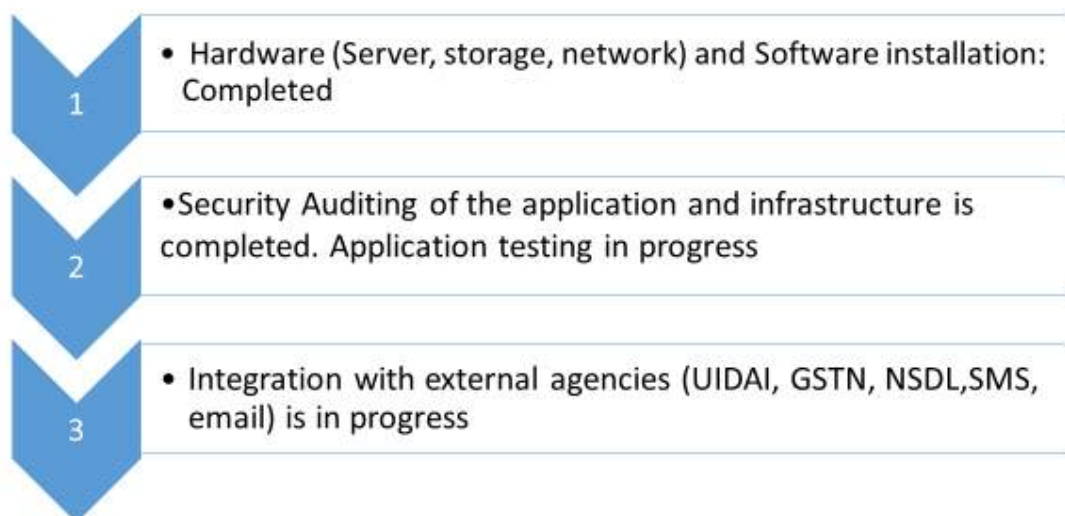 1
• Hardware (Server, storage, network) and Software installation:
Completed
2
•Security Auditing of the application and infrastructure is
completed. Application testing in progress
3
• Integration with external agencies (UIDAI, GSTN, NSDL,SMS,
email) is in progress